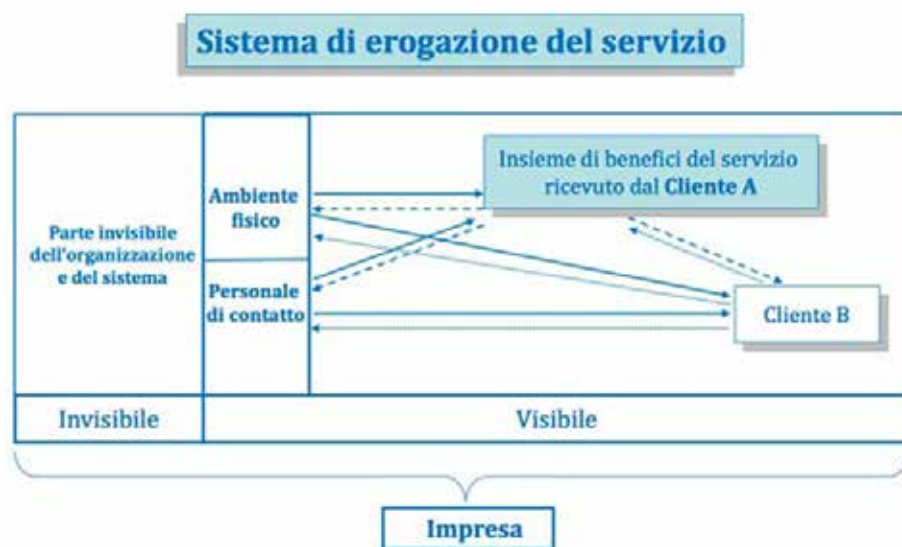 Sistema di erogazione del servizio
Parte invisibile
dell'organizzazione
e del sistema
Ambiente
fisico
Personale
di contatto
Insieme di benefici del servizio
ricevuto dal Cliente A
Cliente B
Invisibile
Visibile
Impresa